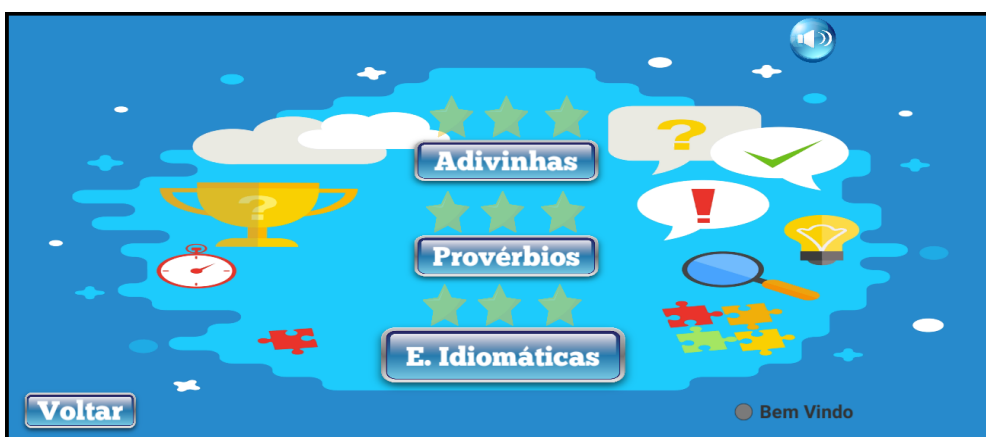 Adivinhas
Provérbios
E. Idiomáticas
Voltar
Bem Vindo